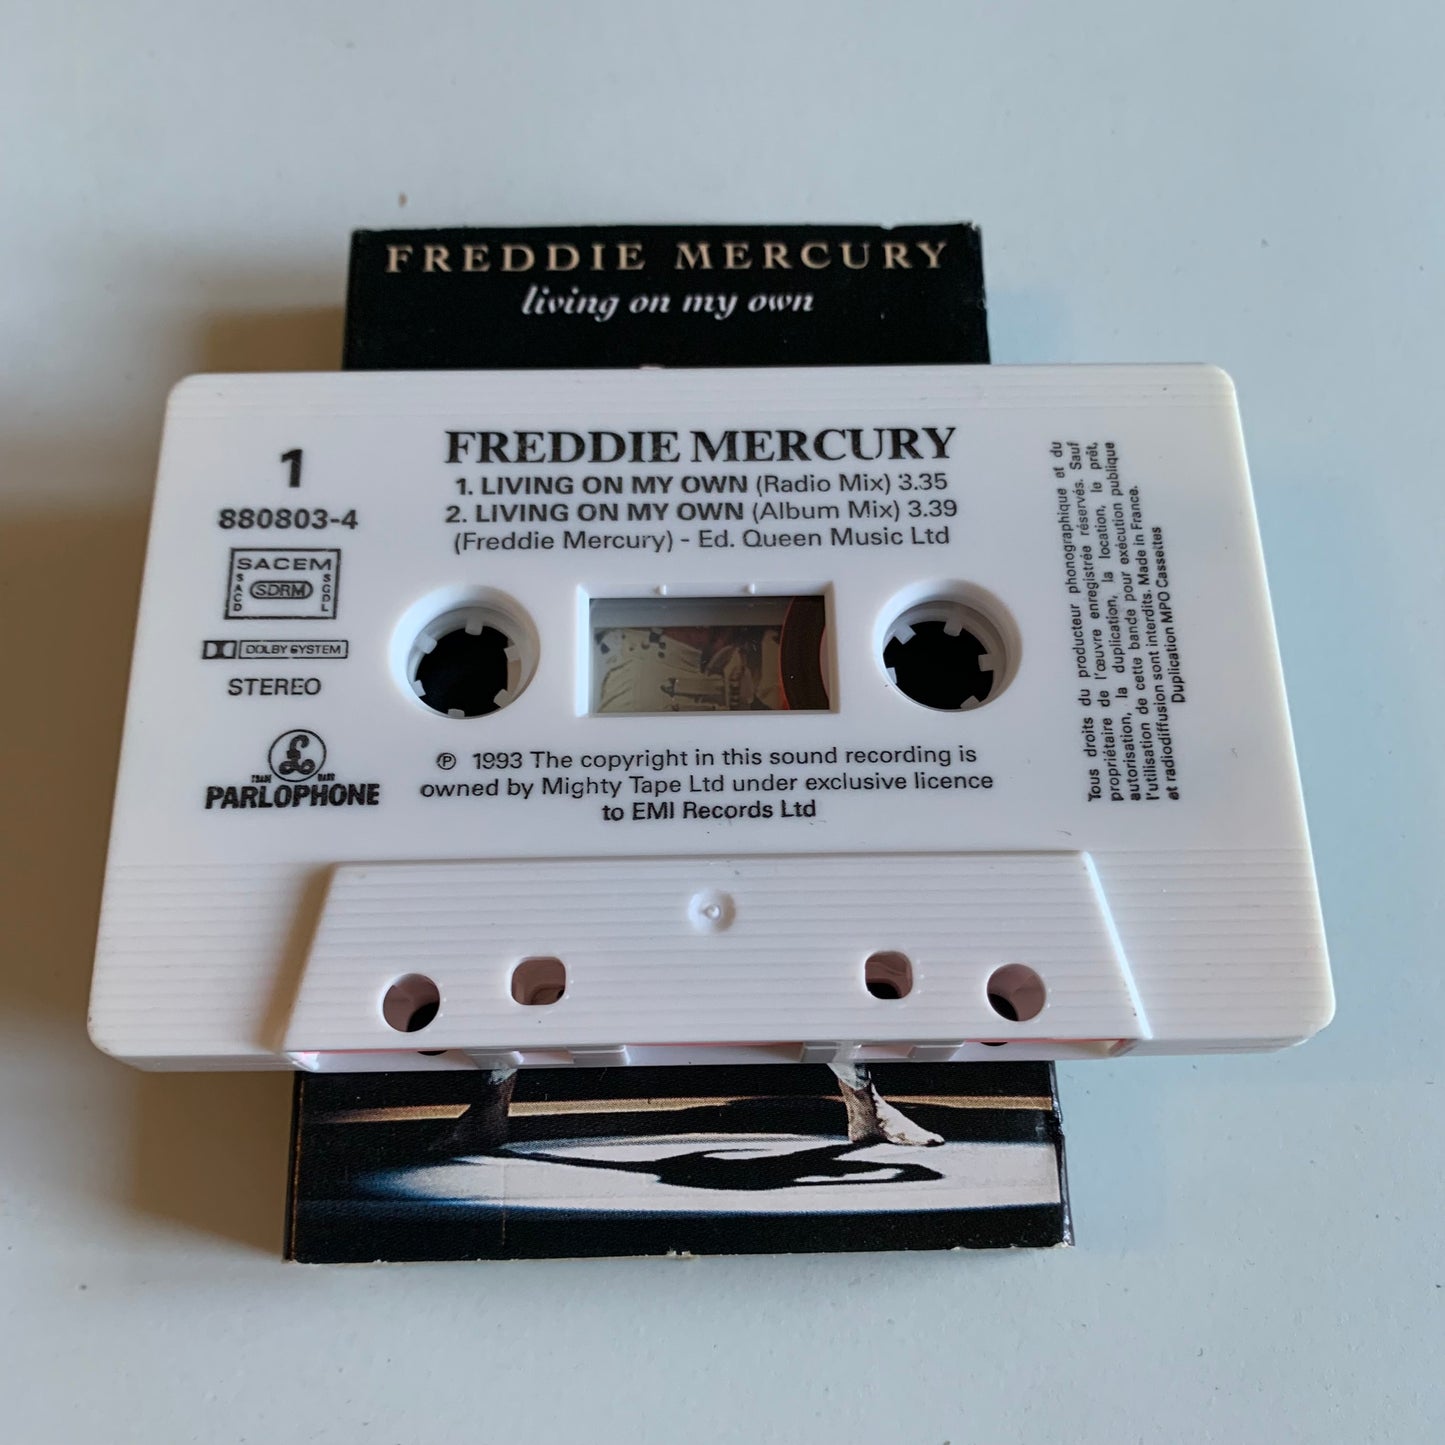 FREDDIE MERCURY
living on my own
1
880803-4
SACEM
SACD
SDRM
SGDL
DOLBY SYSTEM
STEREO
£
TRADE MARK
PARLOPHONE
FREDDIE MERCURY
1. LIVING ON MY OWN (Radio Mix) 3.35
2. LIVING ON MY OWN (Album Mix) 3.39
(Freddie Mercury) - Ed. Queen Music Ltd
℗ 1993 The copyright in this sound recording is
owned by Mighty Tape Ltd under exclusive licence
to EMI Records Ltd
Tous droits du producteur phonographique et du
propriétaire de l'œuvre enregistrée réservés. Sauf
autorisation, la duplication, la location, le prêt,
l'utilisation de cette bande pour exécution publique
et radiodiffusion sont interdits. Made in France.
Duplication MPO Cassettes